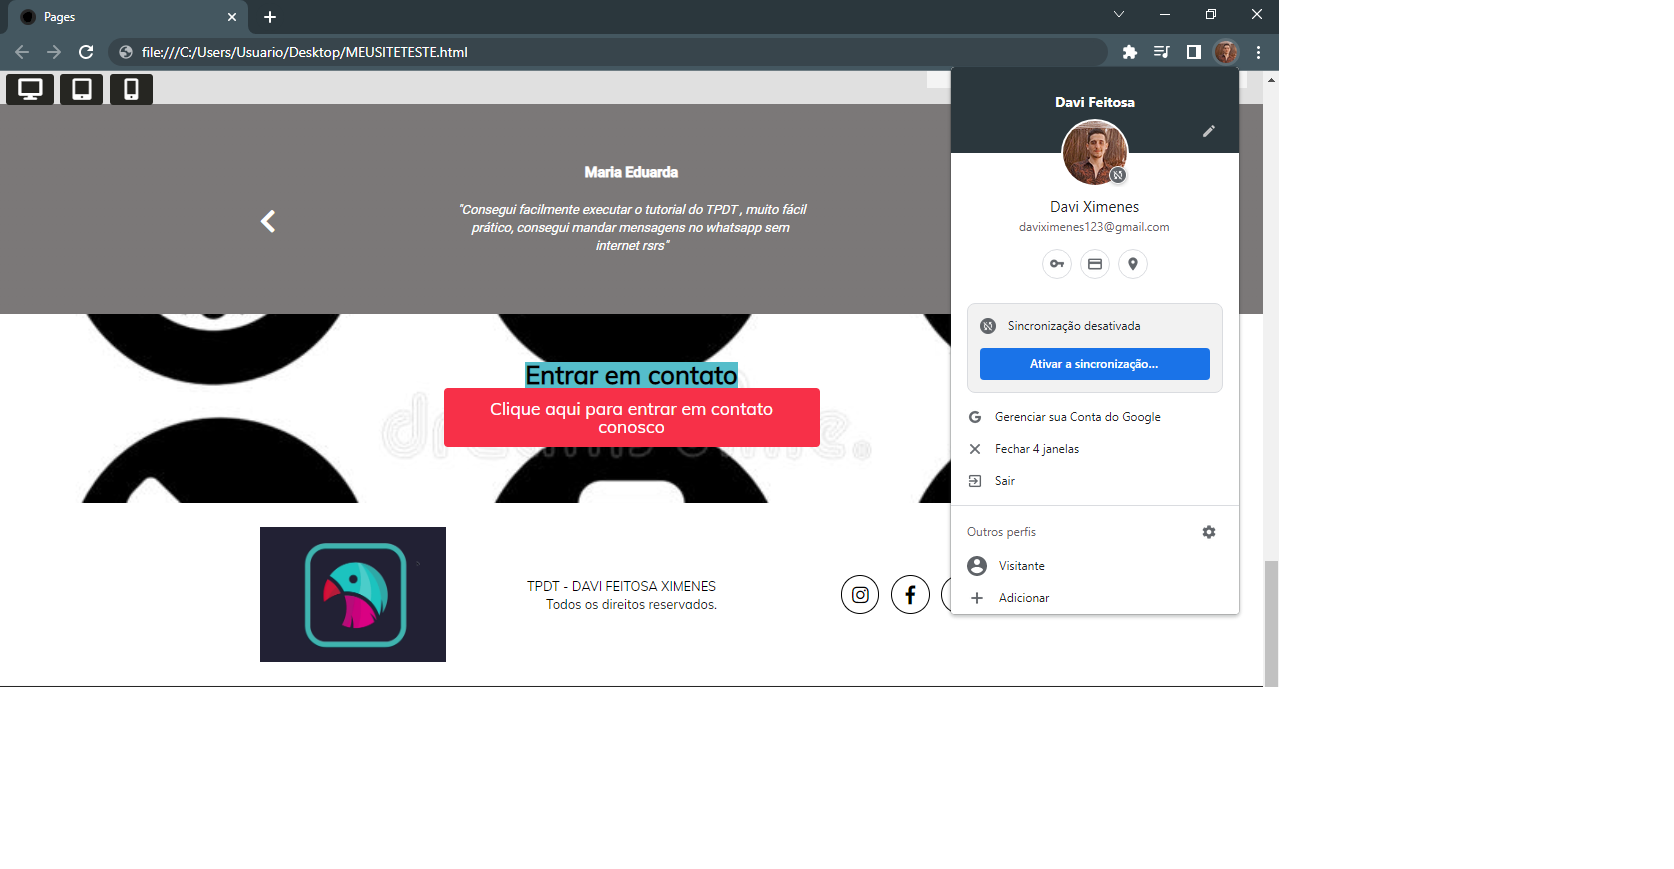 Pages
file:///C:/Users/Usuario/Desktop/MEUSITETESTE.html
Maria Eduarda
"Consegui facilmente executar o tutorial do TPDT , muito fácil
prático, consegui mandar mensagens no whatsapp sem
internet rsrs"
Entrar em contato
Clique aqui para entrar em contato
conosco
TPDT - DAVI FEITOSA XIMENES
Todos os direitos reservados.
Davi Feitosa
Davi Ximenes
daviximenes123@gmail.com
Sincronização desativada
Ativar a sincronização...
Gerenciar sua Conta do Google
Fechar 4 janelas
Sair
Outros perfis
Visitante
Adicionar